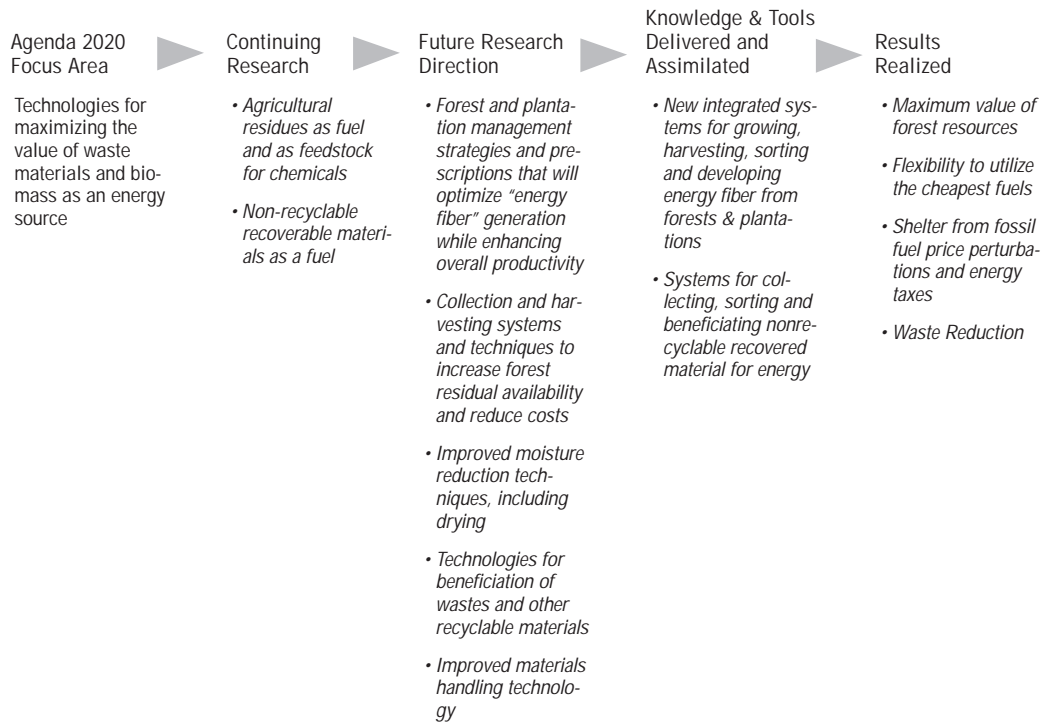 Agenda 2020
Focus Area
Technologies for
maximizing the
value of waste
materials and bio-
mass as an energy
source
Continuing
Research
• Agricultural
residues as fuel
and as feedstock
for chemicals
• Non-recyclable
recoverable materi-
als as a fuel
Future Research
Direction
• Forest and planta-
tion management
strategies and pre-
scriptions that will
optimize “energy
fiber” generation
while enhancing
overall productivity
• Collection and har-
vesting systems
and techniques to
increase forest
residual availability
and reduce costs
• Improved moisture
reduction tech-
niques, including
drying
• Technologies for
beneficiation of
wastes and other
recyclable materials
• Improved materials
handling technolo-
gy
Knowledge & Tools
Delivered and
Assimilated
• New integrated sys-
tems for growing,
harvesting, sorting
and developing
energy fiber from
forests & planta-
tions
• Systems for col-
lecting, sorting and
beneficiating nonre-
cyclable recovered
material for energy
Results
Realized
• Maximum value of
forest resources
• Flexibility to utilize
the cheapest fuels
• Shelter from fossil
fuel price perturba-
tions and energy
taxes
• Waste Reduction